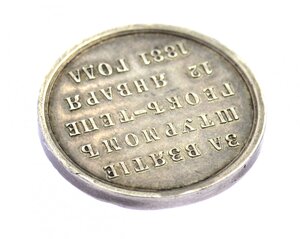 ЗА ВЗЯТІЕ
ШТУРМОМЪ
ГЕОКЪ-ТЕПЕ
12 ЯНВАРЯ
1881 ГОДА